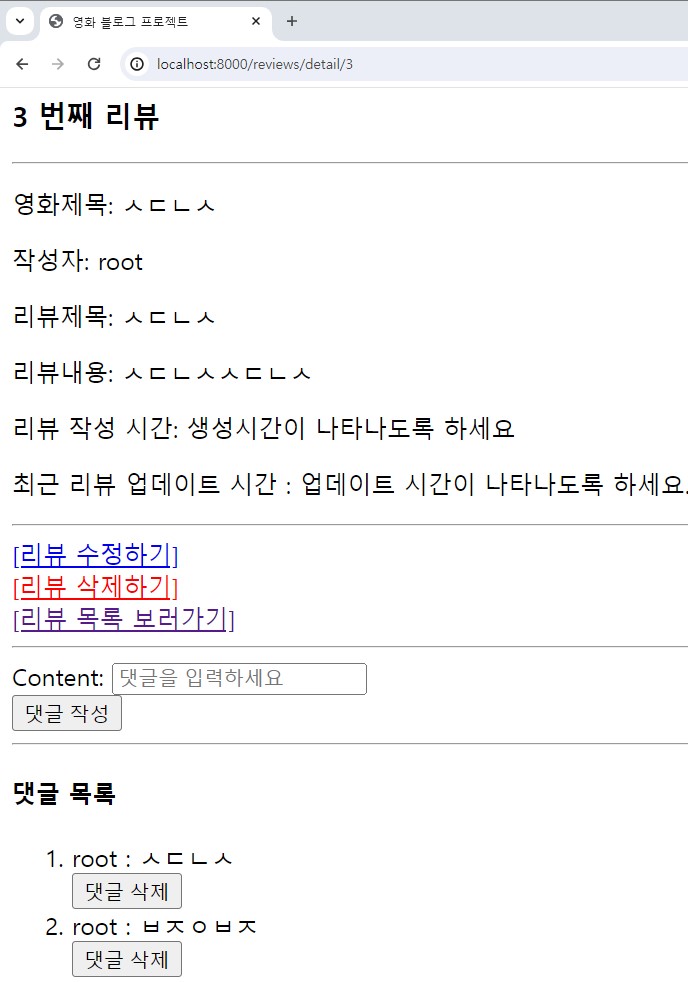 영화 블로그 프로젝트
localhost:8000/reviews/detail/3
3 번째 리뷰
영화제목: ㅅㄷㄴㅅ
작성자: root
리뷰제목: ㅅㄷㄴㅅ
리뷰내용: ㅅㄷㄴㅅㅅㄷㄴㅅ
리뷰 작성 시간: 생성시간이 나타나도록 하세요
최근 리뷰 업데이트 시간 : 업데이트 시간이 나타나도록 하세요.
[리뷰 수정하기]
[리뷰 삭제하기]
[리뷰 목록 보러가기]
Content: 댓글을 입력하세요
댓글 작성
댓글 목록
1. root : ㅅㄷㄴㅅ
댓글 삭제
2. root : ㅂㅈㅇㅂㅈ
댓글 삭제